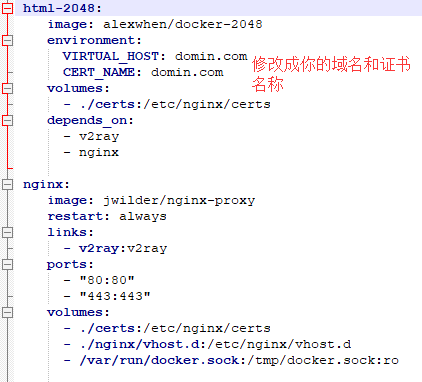 html-2048:
image: alexwhen/docker-2048
environment:
VIRTUAL_HOST: domin.com
CERT_NAME: domin.com
修改成你的域名和证书
名称
volumes:
- ./certs:/etc/nginx/certs
depends_on:
- v2ray
- nginx
nginx:
image: jwilder/nginx-proxy
restart: always
links:
- v2ray:v2ray
ports:
- "80:80"
- "443:443"
volumes:
- ./certs:/etc/nginx/certs
- ./nginx/vhost.d:/etc/nginx/vhost.d
- /var/run/docker.sock:/tmp/docker.sock:ro